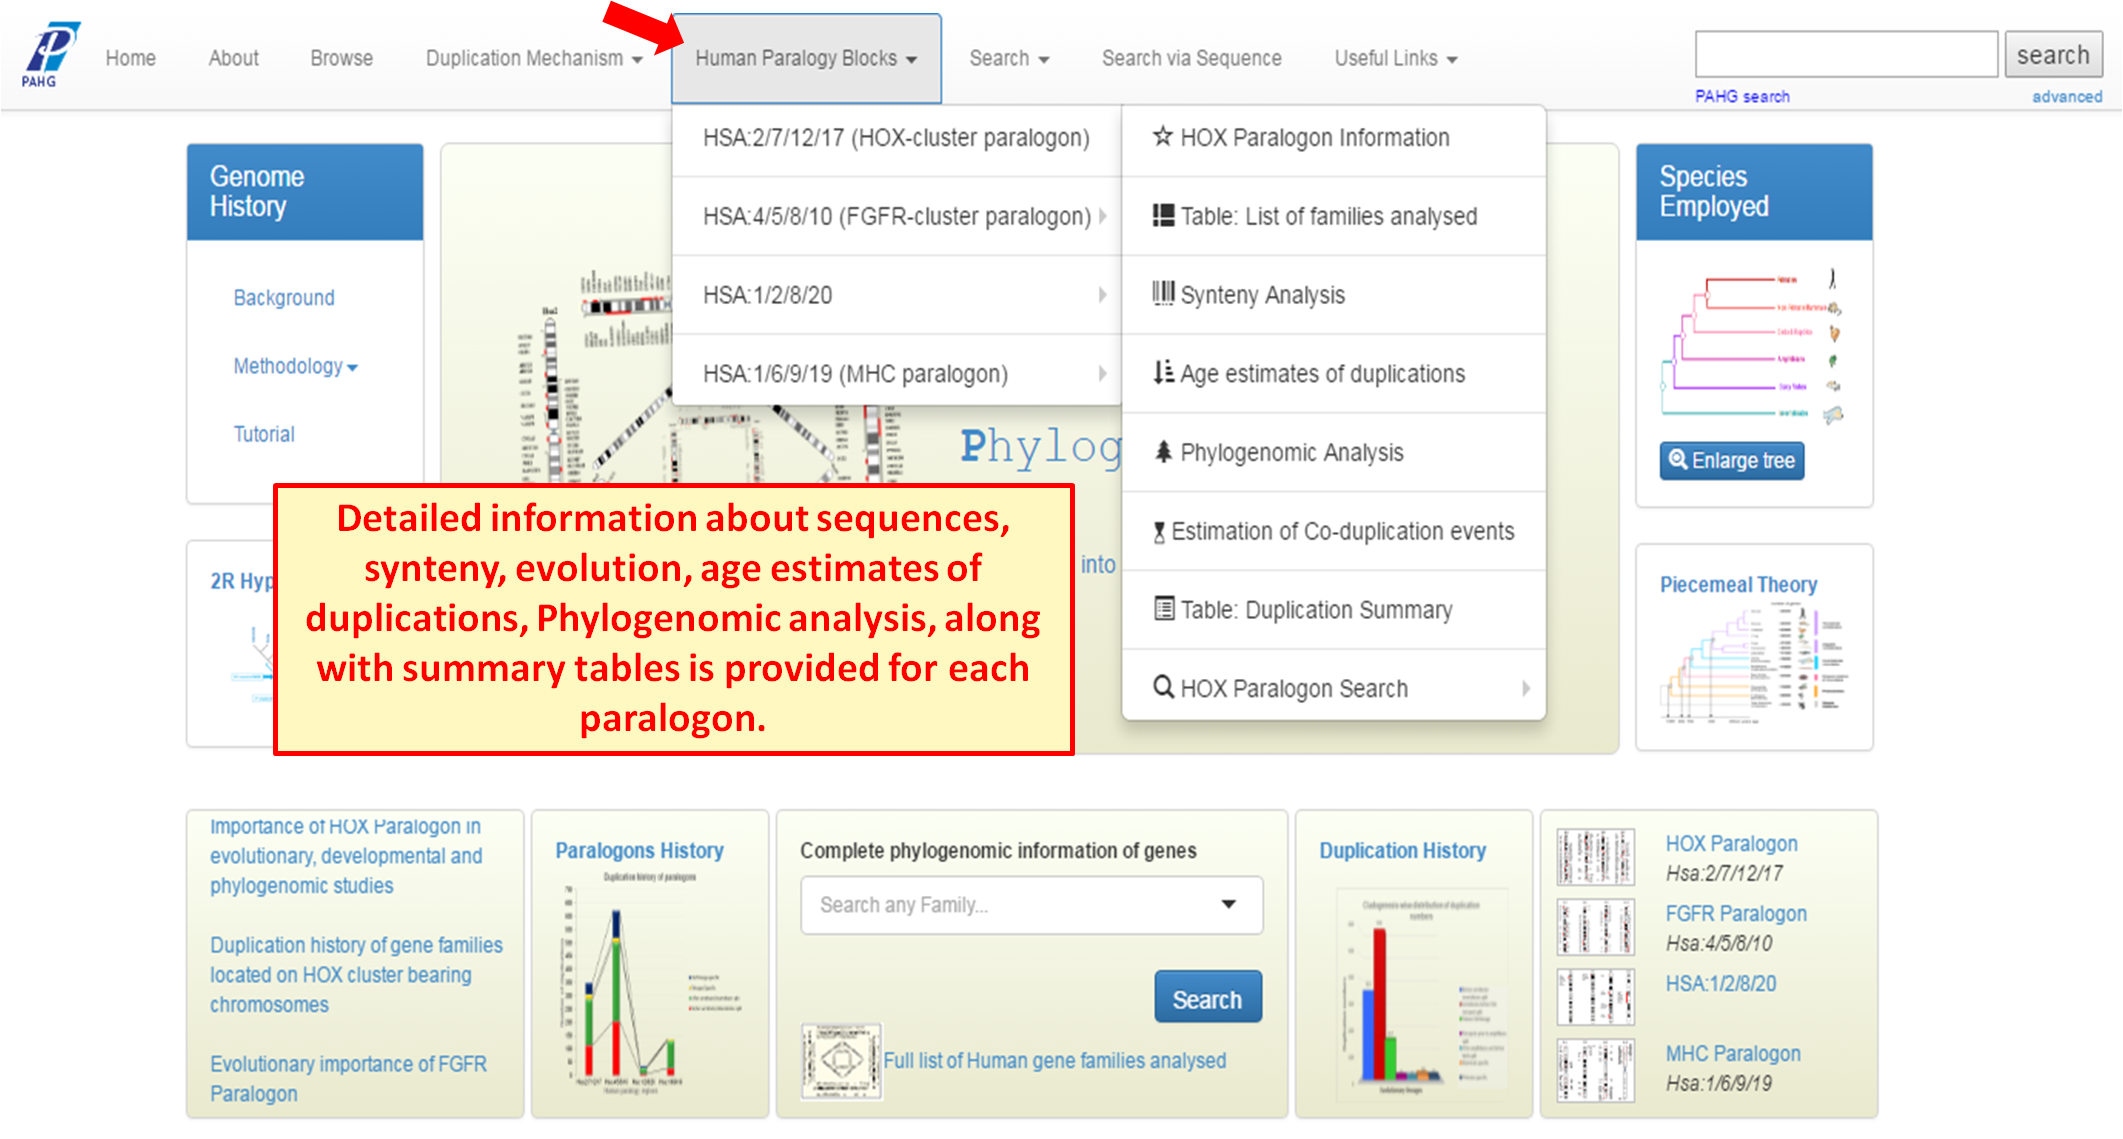 PAHG
Home
About
Browse
Duplication Mechanism
Human Paralogy Blocks
Search
Search via Sequence
Useful Links
search
PAHG search
advanced
HSA:2/7/12/17 (HOX-cluster paralogon)
HSA:4/5/8/10 (FGFR-cluster paralogon)
HSA:1/2/8/20
HSA:1/6/9/19 (MHC paralogon)
HOX Paralogon Information
Table: List of families analysed
Synteny Analysis
Age estimates of duplications
Phylogenomic Analysis
Estimation of Co-duplication events
Table: Duplication Summary
HOX Paralogon Search
Genome
History
Background
Methodology
Tutorial
Phylog
into
Species
Employed
Enlarge tree
2R Hyp
Detailed information about sequences,
synteny, evolution, age estimates of
duplications, Phylogenomic analysis, along
with summary tables is provided for each
paralogon.
Piecemeal Theory
Importance of HOX Paralogon in
evolutionary, developmental and
phylogenomic studies
Duplication history of gene families
located on HOX cluster bearing
chromosomes
Evolutionary importance of FGFR
Paralogon
Paralogons History
Duplication history of paralogons
Complete phylogenomic information of genes
Search any Family...
Search
Full list of Human gene families analysed
Duplication History
HOX Paralogon
Hsa:2/7/12/17
FGFR Paralogon
Hsa:4/5/8/10
HSA:1/2/8/20
MHC Paralogon
Hsa:1/6/9/19